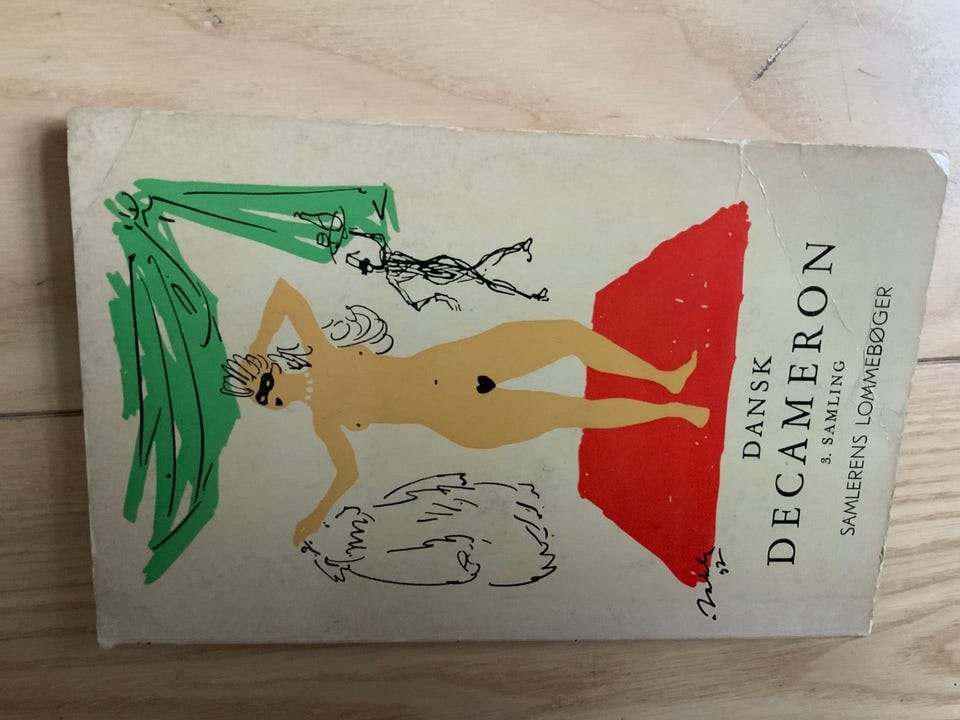 DANSK
DECAMERON
3. SAMLING
SAMLERENS LOMMEBØGER